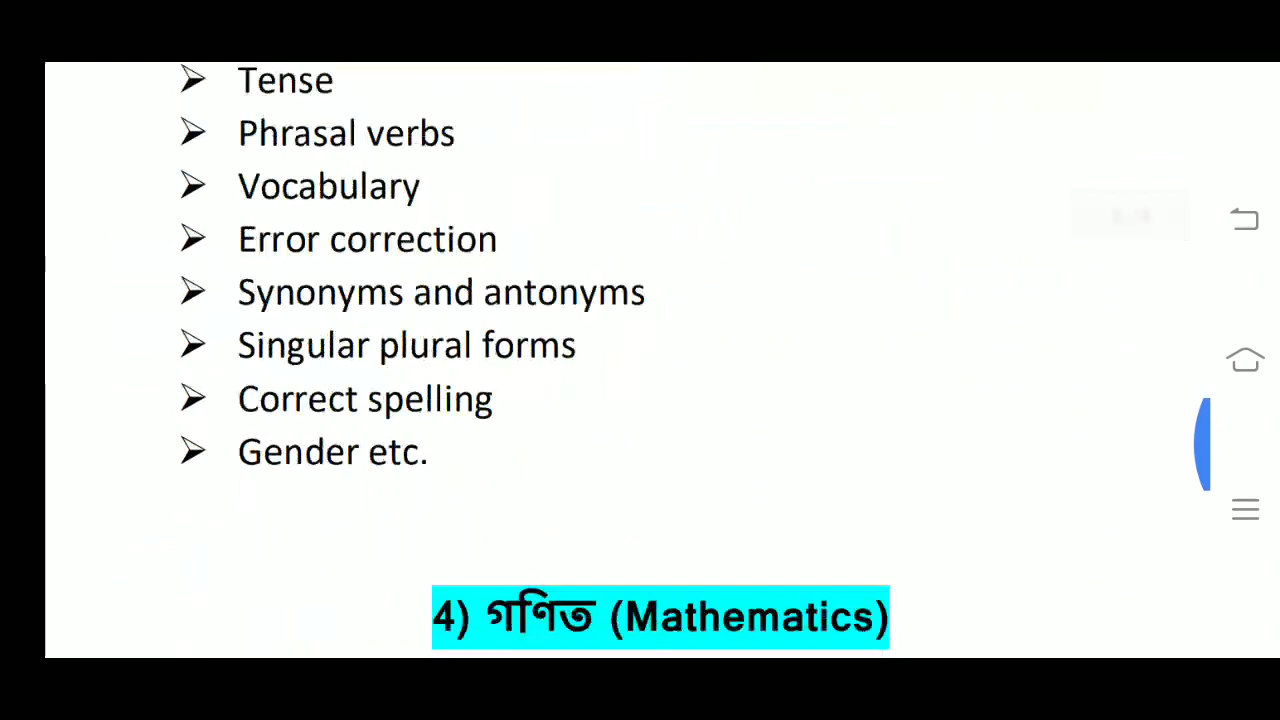 ➢ Tense
➢ Phrasal verbs
➢ Vocabulary
➢ Error correction
➢ Synonyms and antonyms
➢ Singular plural forms
➢ Correct spelling
➢ Gender etc.
4) গণিত (Mathematics)